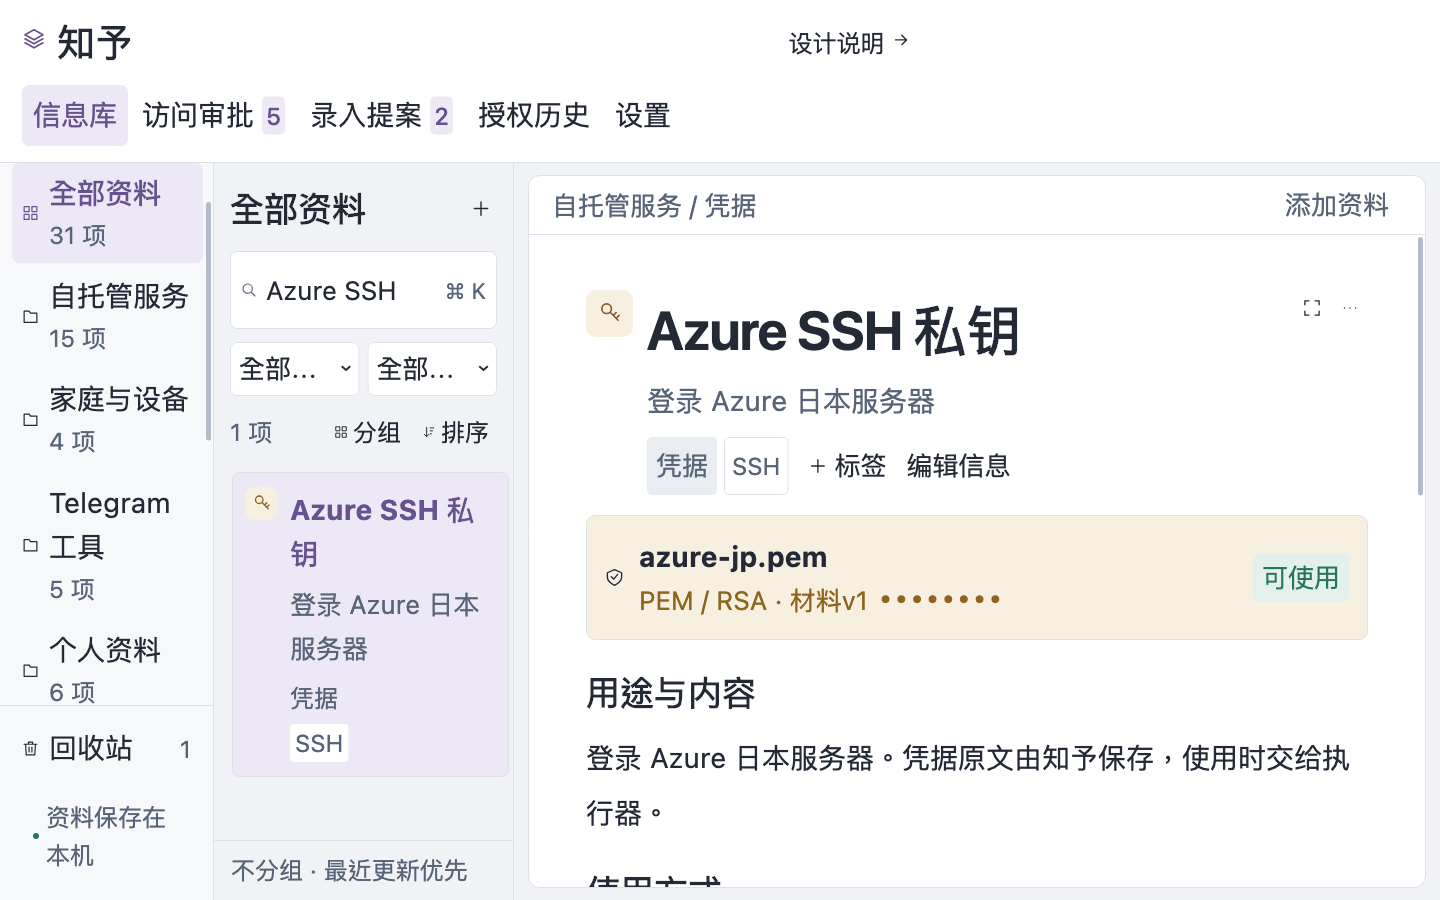 知予
设计说明 →
信息库 访问审批 5 录入提案 2 授权历史 设置
全部资料
31 项
自托管服务
15 项
家庭与设备
4 项
Telegram
工具
5 项
个人资料
6 项
回收站 1
资料保存在
本机
全部资料 +
Azure SSH ⌘ K
全部... 全部...
1 项 分组 排序
Azure SSH 私
钥
登录 Azure 日本
服务器
凭据
SSH
不分组 · 最近更新优先
自托管服务 / 凭据 添加资料
Azure SSH 私钥 ...
登录 Azure 日本服务器
凭据 SSH + 标签 编辑信息
azure-jp.pem
PEM / RSA · 材料v1 ••••••••
可使用
用途与内容
登录 Azure 日本服务器。凭据原文由知予保存，使用时交给执
行器。
使用方式